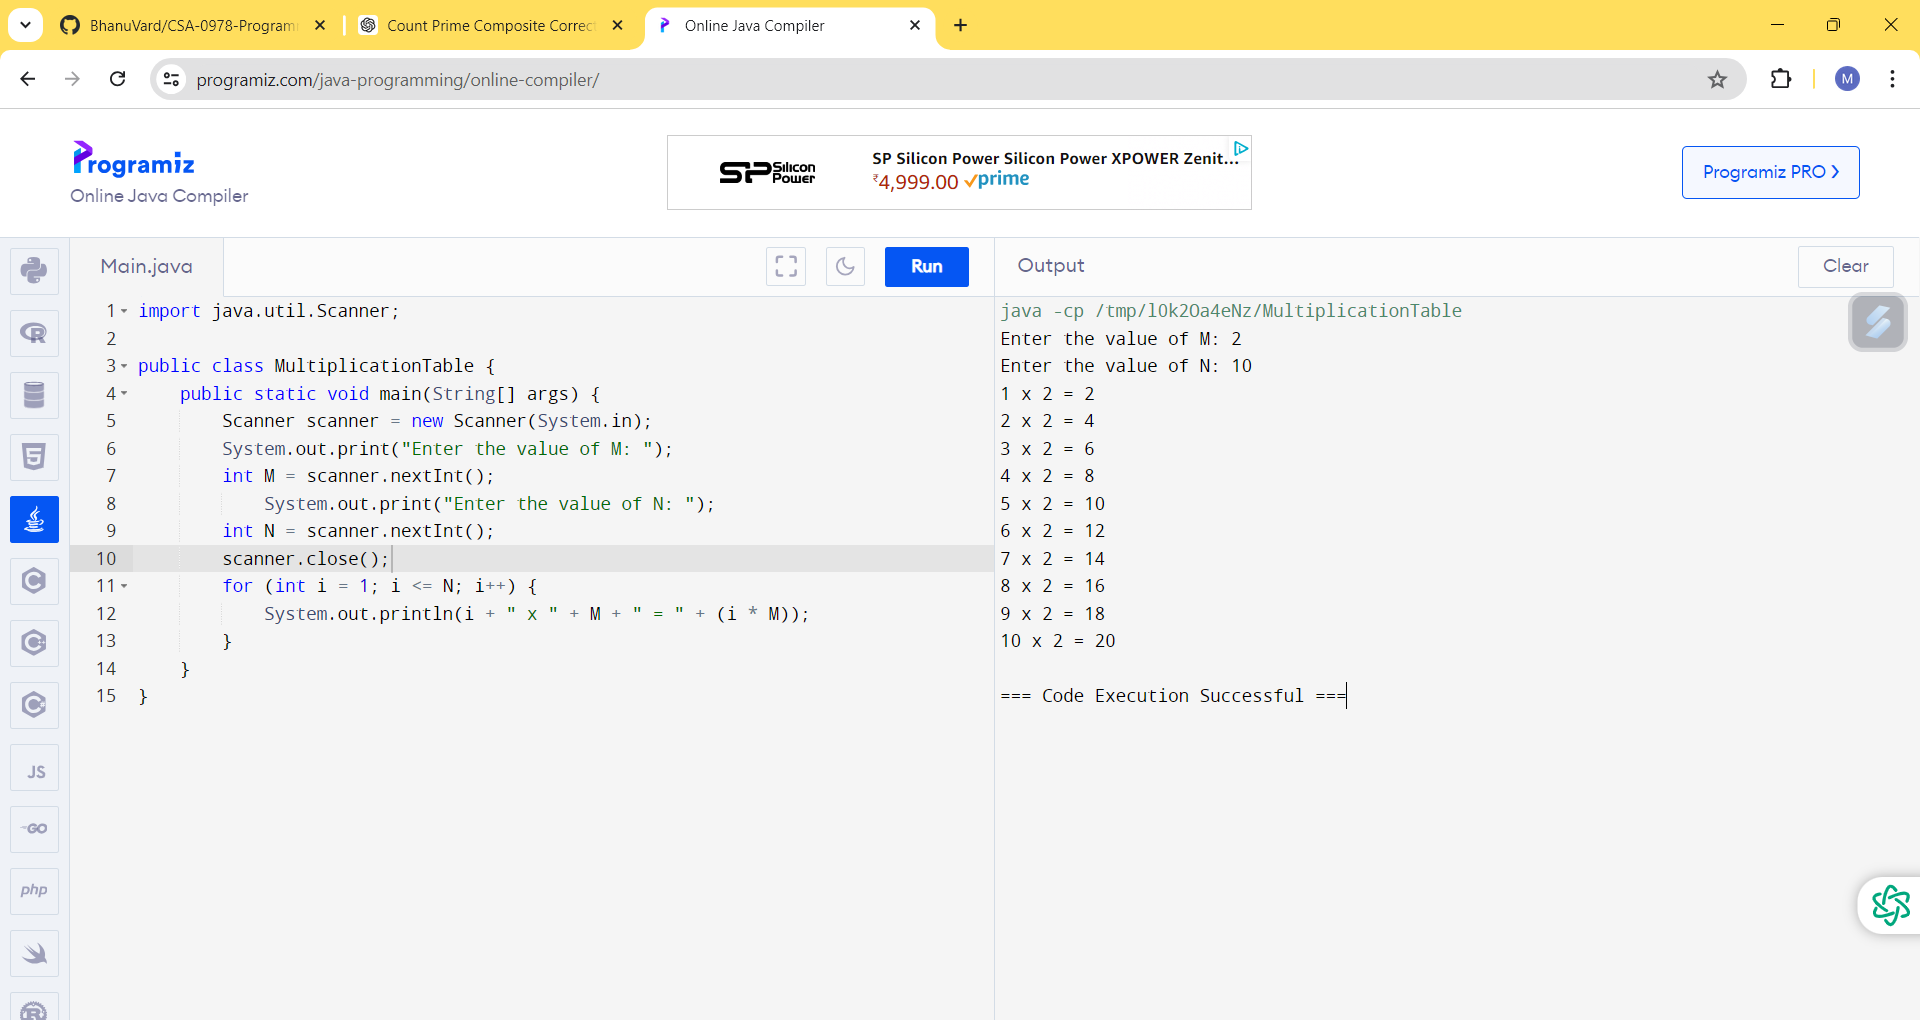 BhanuVard/CSA-0978-Program
Count Prime Composite Correct
Online Java Compiler
programiz.com/java-programming/online-compiler/
M
Programiz
Online Java Compiler
SP Silicon Power
SP Silicon Power Silicon Power XPOWER Zenit...
₹4,999.00 prime
Programiz PRO
Main.java
Run
Output
Clear
1 import java.util.Scanner;
2
3 public class MultiplicationTable {
4     public static void main(String[] args) {
5         Scanner scanner = new Scanner(System.in);
6         System.out.print("Enter the value of M: ");
7         int M = scanner.nextInt();
8             System.out.print("Enter the value of N: ");
9         int N = scanner.nextInt();
10         scanner.close();
11         for (int i = 1; i <= N; i++) {
12             System.out.println(i + " x " + M + " = " + (i * M));
13         }
14     }
15 }
java -cp /tmp/l0k2Oa4eNz/MultiplicationTable
Enter the value of M: 2
Enter the value of N: 10
1 x 2 = 2
2 x 2 = 4
3 x 2 = 6
4 x 2 = 8
5 x 2 = 10
6 x 2 = 12
7 x 2 = 14
8 x 2 = 16
9 x 2 = 18
10 x 2 = 20
=== Code Execution Successful ===
R
5
C
C
C
JS
GO
php
R